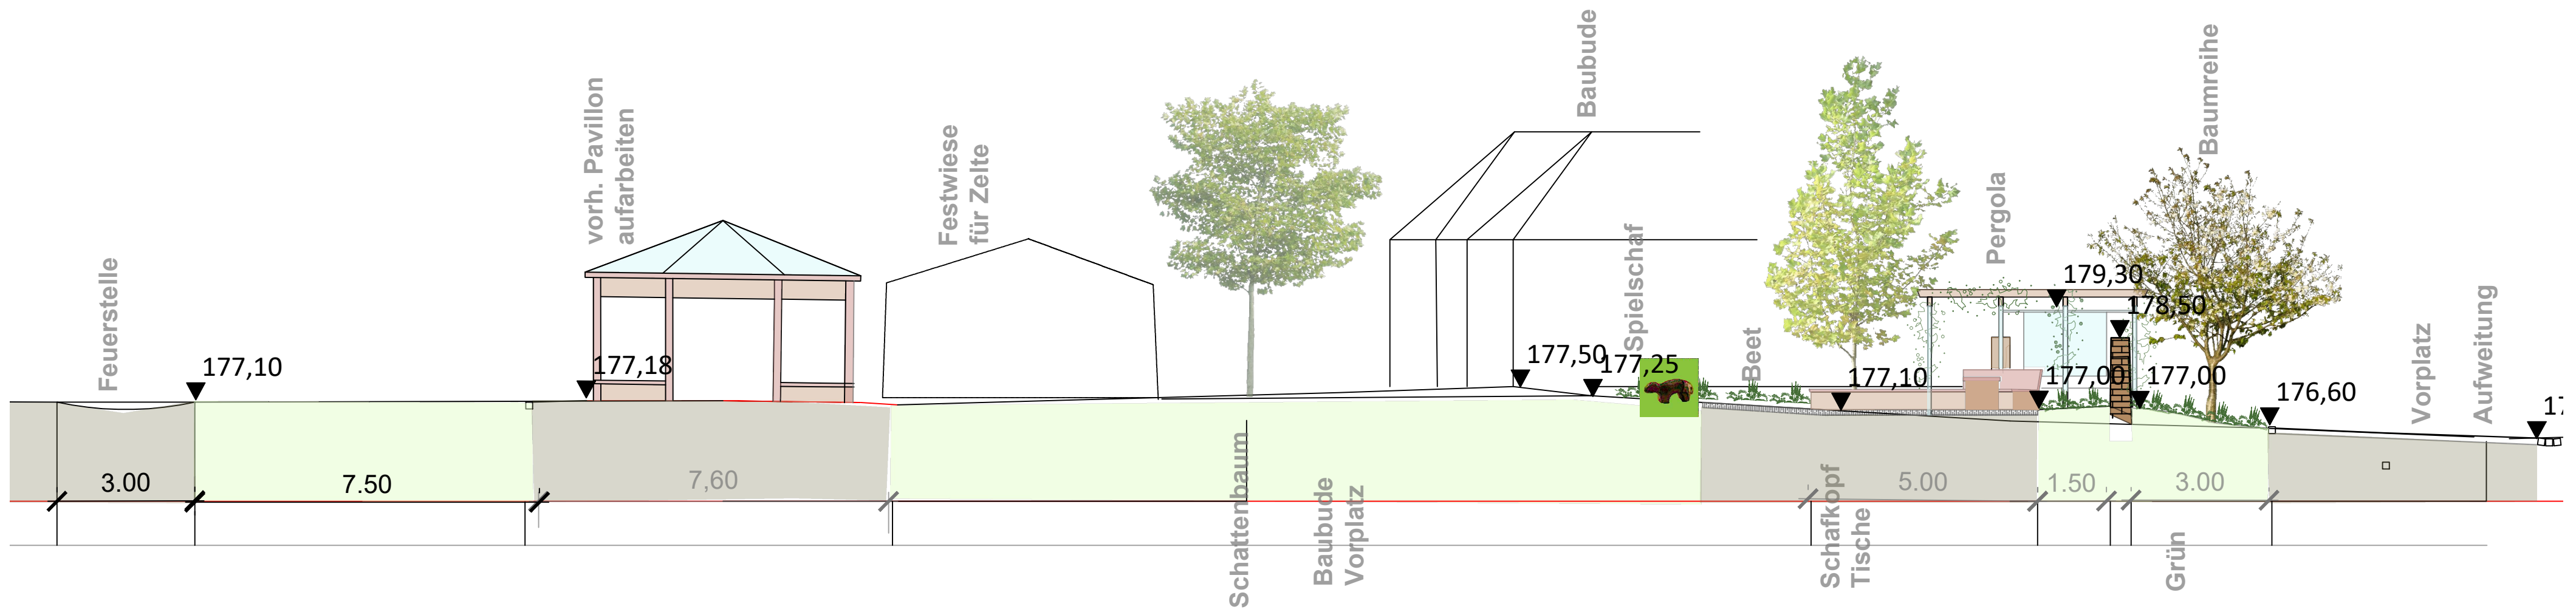 Feuerstelle
177,10
vorh. Pavillon
aufarbeiten
177,18
Festwiese
für Zelte
Baubude
177,50
177,25
Spielschaf
Beet
177,10
Pergola
179,30
178,50
177,00
177,00
Baumreihe
176,60
Vorplatz
Aufweitung
3.00
7.50
7,60
5.00
1.50
3.00
Schattenbaum
Baubude
Vorplatz
Schafkopf
Tische
Grün